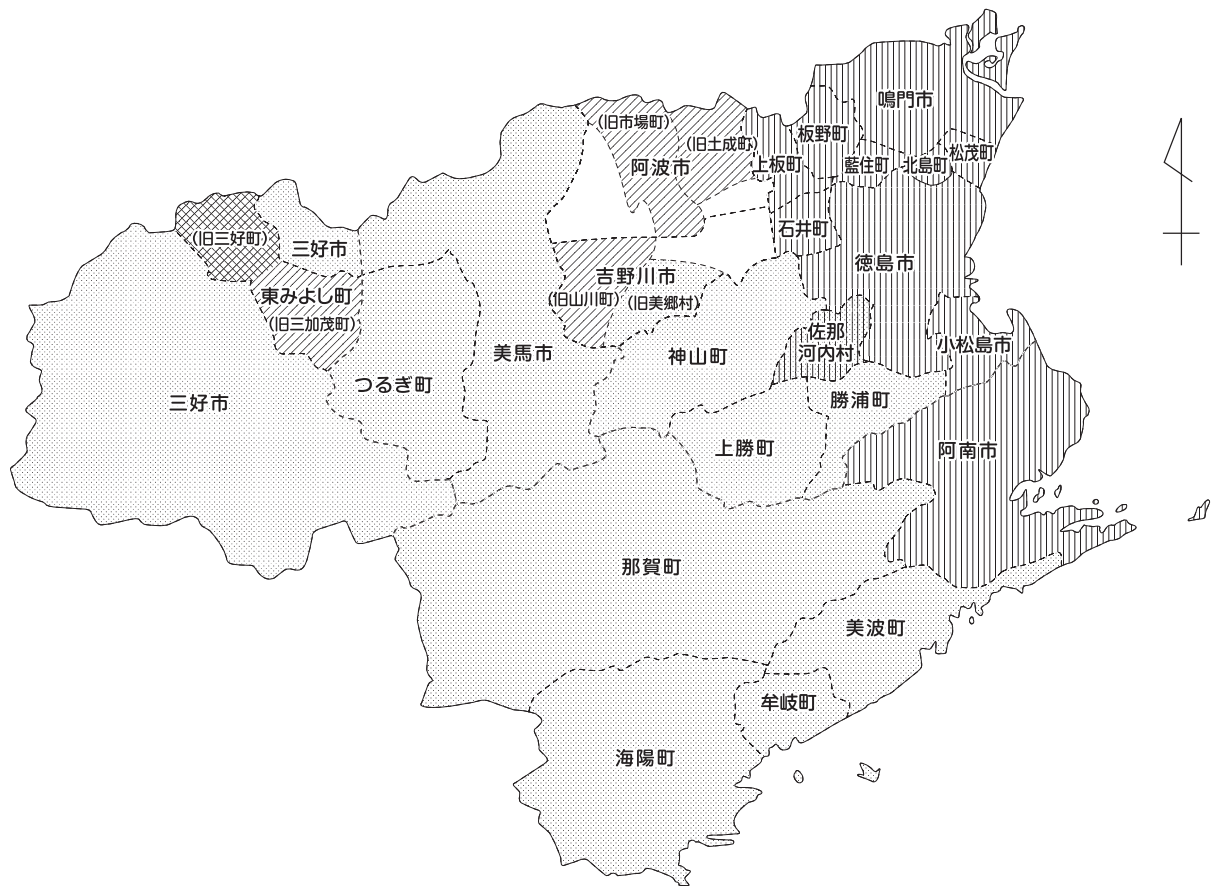 鳴門市
(旧市場町)
板野町
(旧土成町)
松茂町
阿波市
上板町
藍住町
北島町
石井町
(旧三好町)
三好市
徳島市
吉野川市
東みよし町
(旧山川町)
(旧美郷村)
(旧三加茂町)
佐那
河内村
小松島市
美馬市
神山町
つるぎ町
三好市
勝浦町
上勝町
阿南市
那賀町
美波町
牟岐町
海陽町